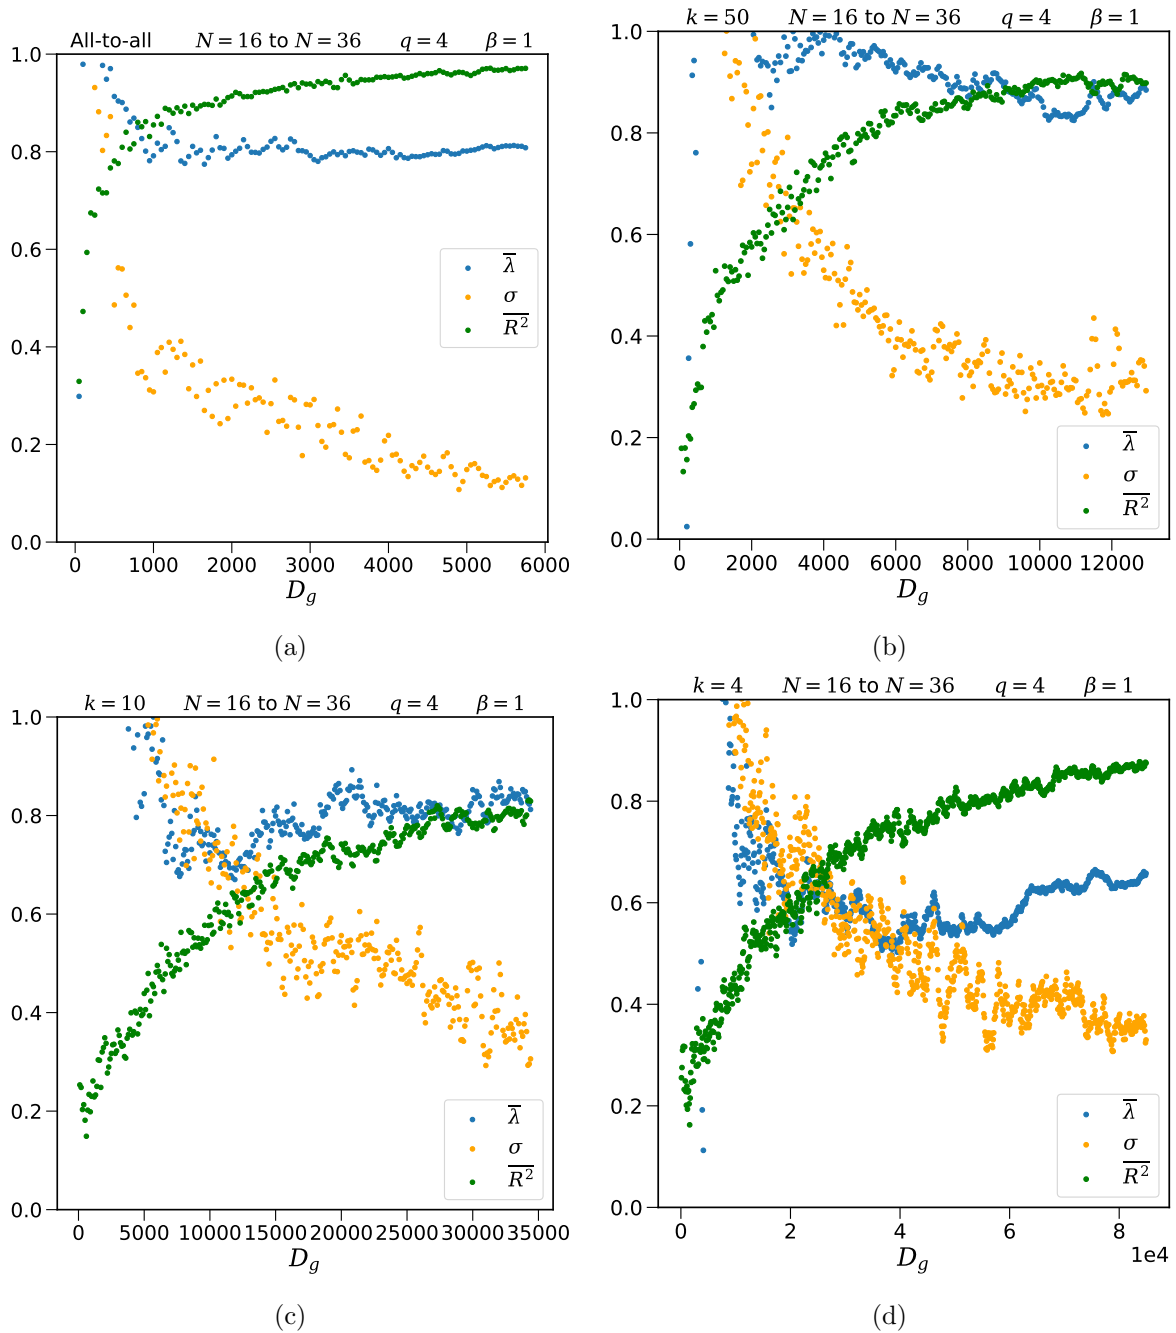 All-to-all N = 16 to N = 36 q = 4 β = 1
1.0
0.8
0.6
0.4
0.2
0.0
λ̅
σ
R̅²̅
0 1000 2000 3000 4000 5000 6000
D_g
(a)
k = 50 N = 16 to N = 36 q = 4 β = 1
1.0
0.8
0.6
0.4
0.2
0.0
λ̅
σ
R̅²̅
0 2000 4000 6000 8000 10000 12000
D_g
(b)
k = 10 N = 16 to N = 36 q = 4 β = 1
1.0
0.8
0.6
0.4
0.2
0.0
λ̅
σ
R̅²̅
0 5000 10000 15000 20000 25000 30000 35000
D_g
(c)
k = 4 N = 16 to N = 36 q = 4 β = 1
1.0
0.8
0.6
0.4
0.2
0.0
λ̅
σ
R̅²̅
0 2 4 6 8
1e4
D_g
(d)